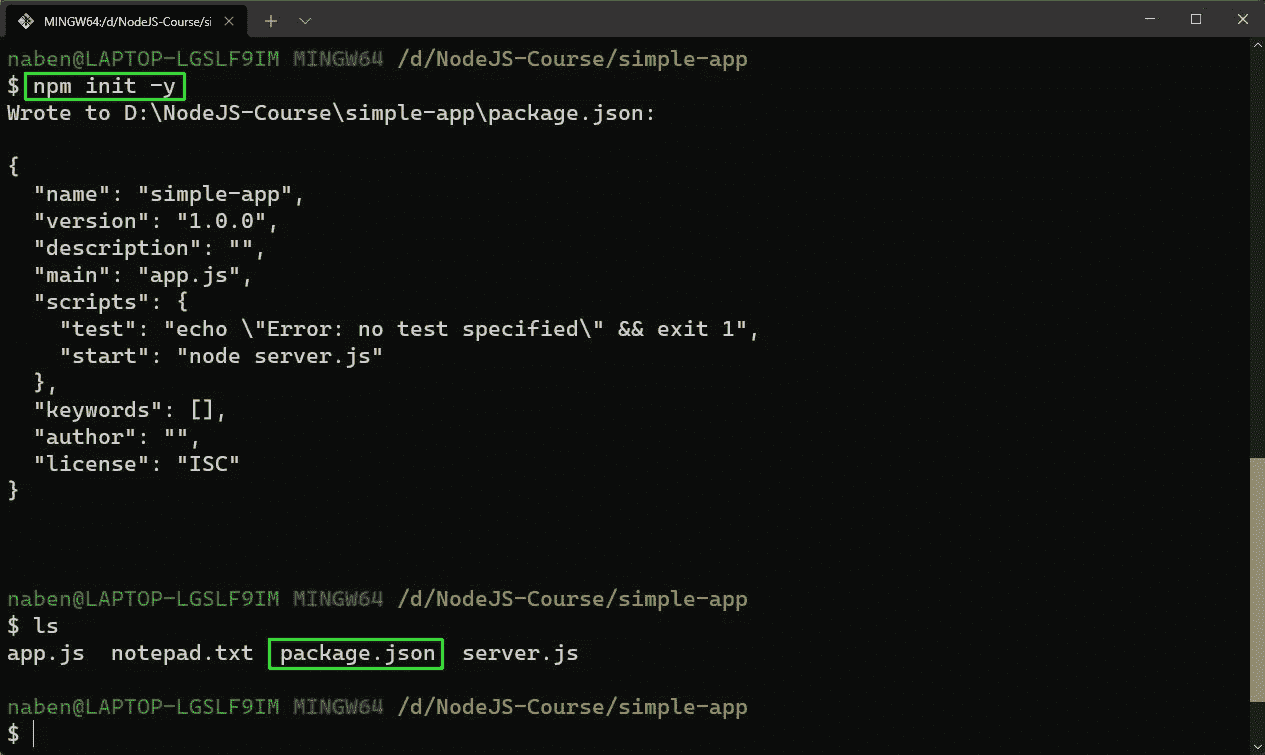 MINGW64:/d/NodeJS-Course/si
naben@LAPTOP-LGSLF9IM MINGW64 /d/NodeJS-Course/simple-app
$ npm init -y
Wrote to D:\NodeJS-Course\simple-app\package.json:
{
  "name": "simple-app",
  "version": "1.0.0",
  "description": "",
  "main": "app.js",
  "scripts": {
    "test": "echo \"Error: no test specified\" && exit 1",
    "start": "node server.js"
  },
  "keywords": [],
  "author": "",
  "license": "ISC"
}
naben@LAPTOP-LGSLF9IM MINGW64 /d/NodeJS-Course/simple-app
$ ls
app.js  notepad.txt  package.json  server.js
naben@LAPTOP-LGSLF9IM MINGW64 /d/NodeJS-Course/simple-app
$